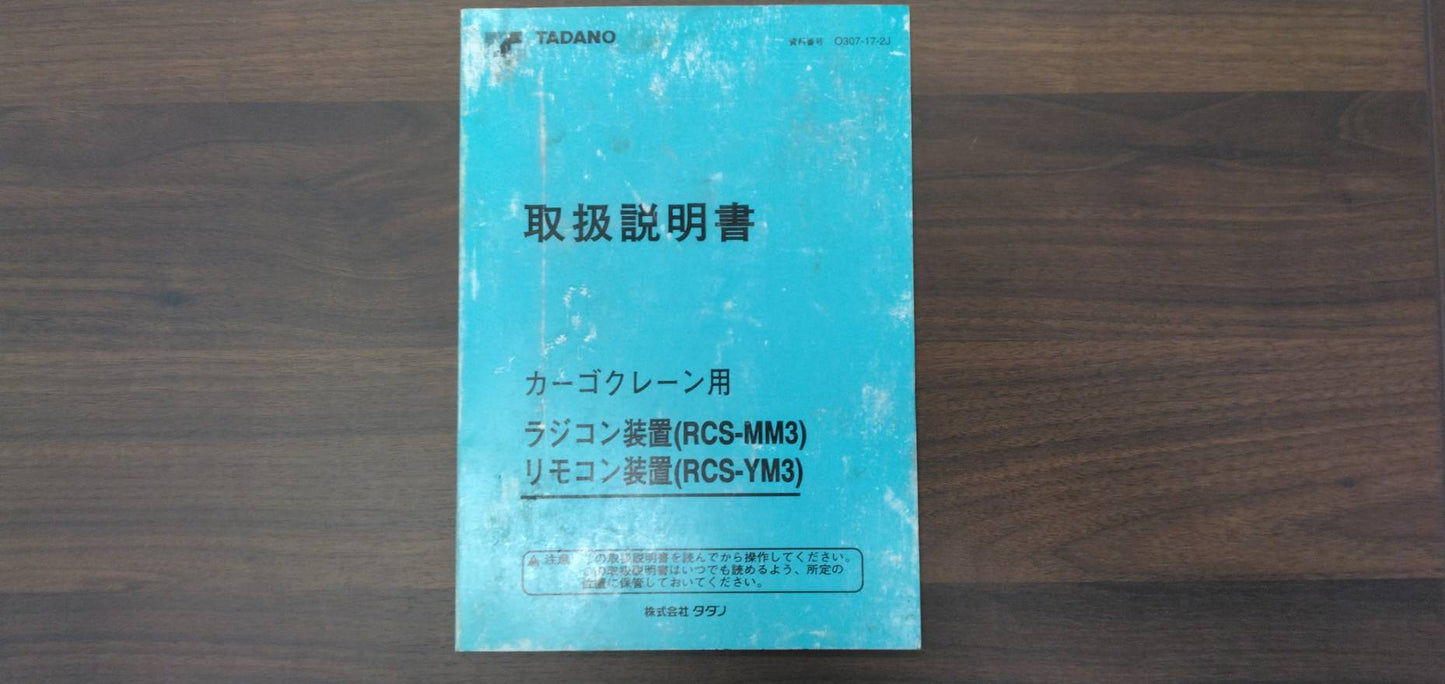 TADANO
資料番号 O307-17-2J
取扱説明書
カーゴクレーン用
ラジコン装置(RCS-MM3)
リモコン装置(RCS-YM3)
注意 この取扱説明書を読んでから操作してください。
この取扱説明書はいつでも読めるよう、所定の
位置に保管しておいてください。
株式会社 タダノ